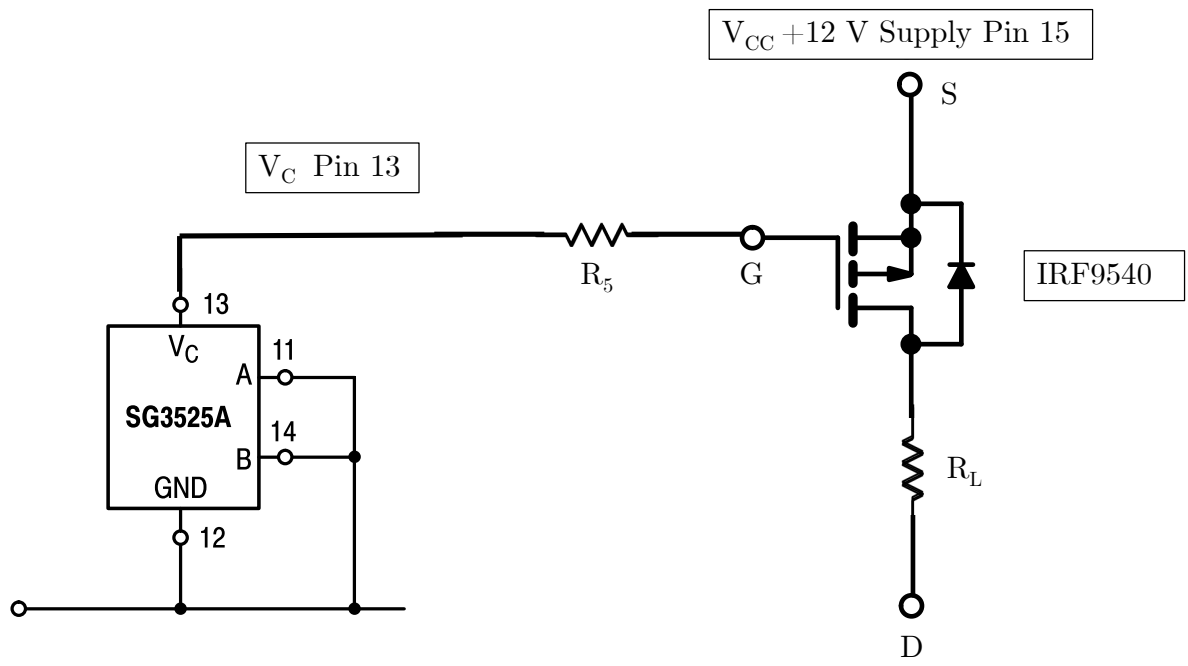 V_CC +12 V Supply Pin 15
S
V_C Pin 13
R_5
G
IRF9540
13
V_C
11
A
SG3525A
14
B
GND
12
R_L
D